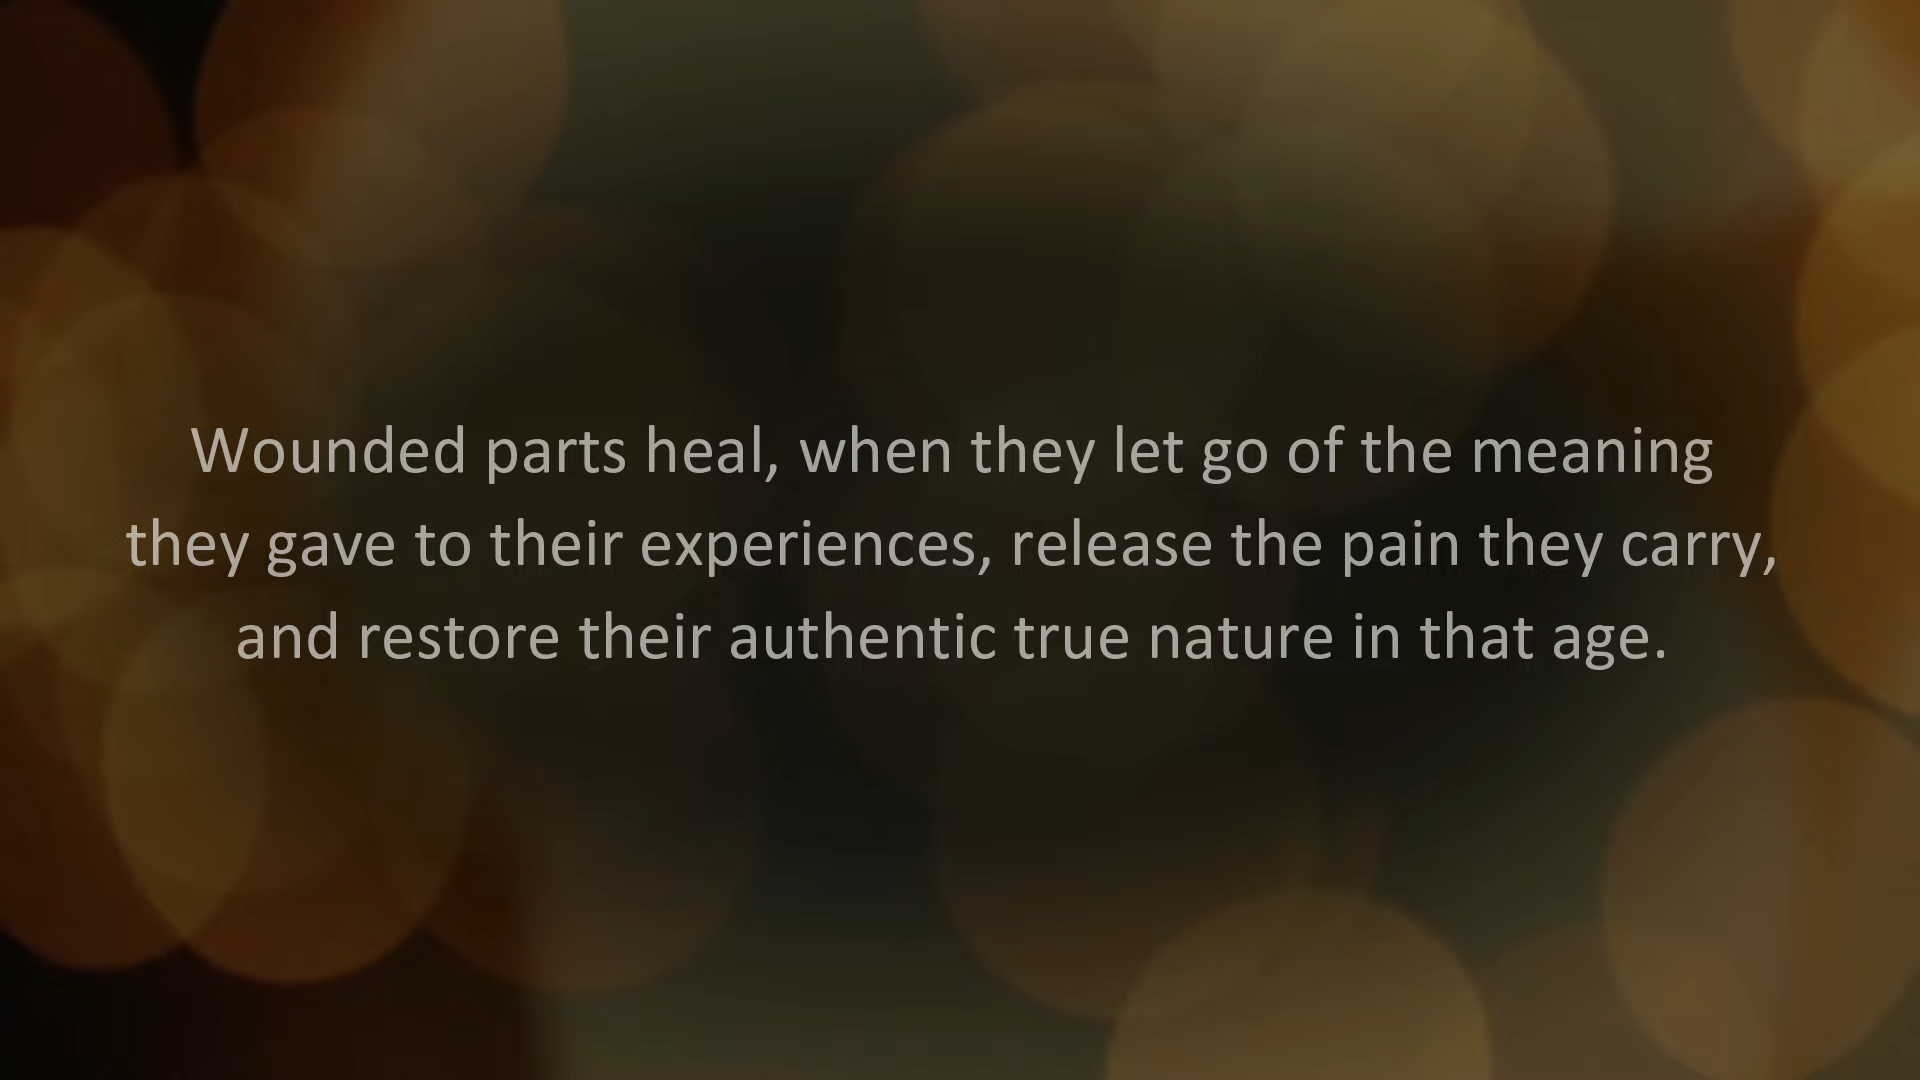 Wounded parts heal, when they let go of the meaning
they gave to their experiences, release the pain they carry,
and restore their authentic true nature in that age.